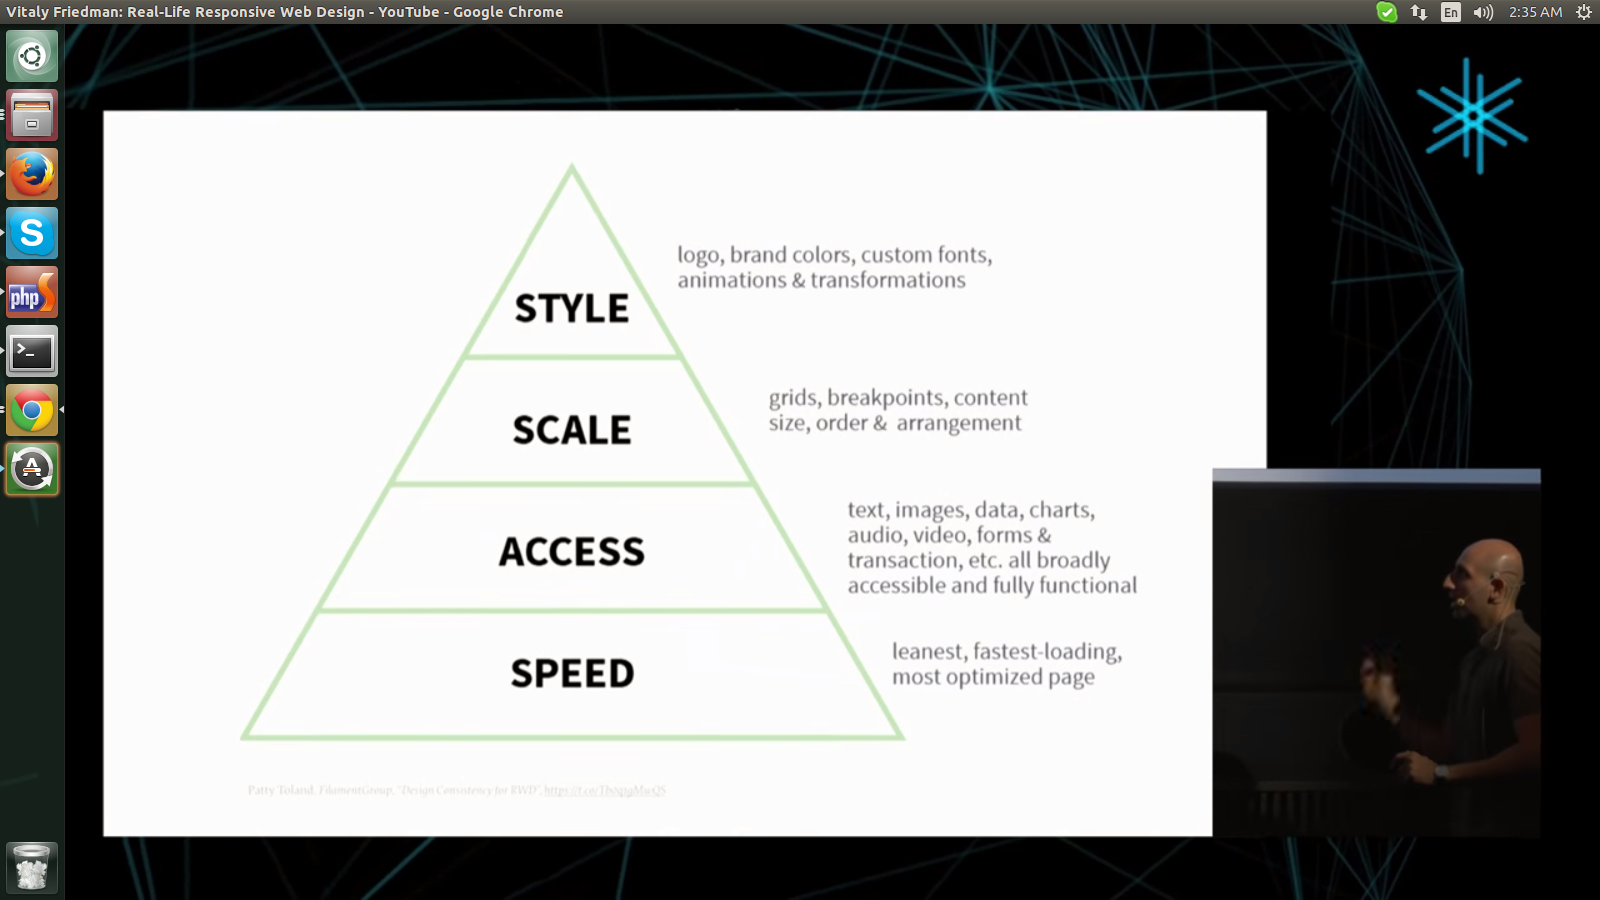 Vitaly Friedman: Real-Life Responsive Web Design - YouTube - Google Chrome
En
2:35 AM
S
php
>_
A
logo, brand colors, custom fonts,
animations & transformations
STYLE
grids, breakpoints, content
size, order & arrangement
SCALE
text, images, data, charts,
audio, video, forms &
transaction, etc. all broadly
accessible and fully functional
ACCESS
leanest, fastest-loading,
most optimized page
SPEED
Patty Toland, FilamentGroup, "Design Consistency for RWD",